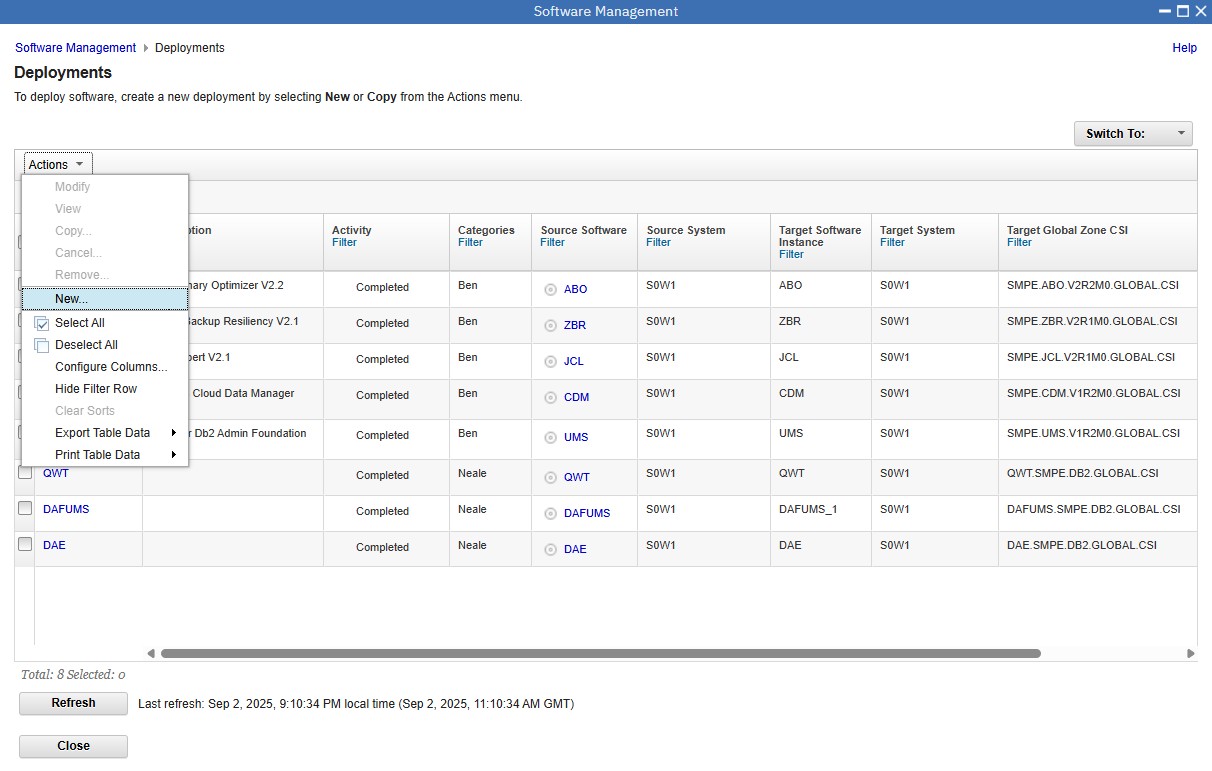 Software Management
Software Management Deployments Help
Deployments
To deploy software, create a new deployment by selecting New or Copy from the Actions menu.
Switch To:
Actions
Modify
View
Copy...
Cancel...
Remove...
New...
Select All
Deselect All
Configure Columns...
Hide Filter Row
Clear Sorts
Export Table Data
Print Table Data
Activity Categories Source Software Source System Target Software Instance Target System Target Global Zone CSI
Filter Filter Filter Filter Filter Filter Filter
Optimizer V2.2 Completed Ben ABO S0W1 ABO S0W1 SMPE.ABO.V2R2M0.GLOBAL.CSI
Backup Resiliency V2.1 Completed Ben ZBR S0W1 ZBR S0W1 SMPE.ZBR.V2R1M0.GLOBAL.CSI
V2.1 Completed Ben JCL S0W1 JCL S0W1 SMPE.JCL.V2R1M0.GLOBAL.CSI
Cloud Data Manager Completed Ben CDM S0W1 CDM S0W1 SMPE.CDM.V1R2M0.GLOBAL.CSI
Db2 Admin Foundation Completed Ben UMS S0W1 UMS S0W1 SMPE.UMS.V1R2M0.GLOBAL.CSI
QWT Completed Neale QWT S0W1 QWT S0W1 QWT.SMPE.DB2.GLOBAL.CSI
DAFUMS Completed Neale DAFUMS S0W1 DAFUMS_1 S0W1 DAFUMS.SMPE.DB2.GLOBAL.CSI
DAE Completed Neale DAE S0W1 DAE S0W1 DAE.SMPE.DB2.GLOBAL.CSI
Total: 8 Selected: 0
Refresh Last refresh: Sep 2, 2025, 9:10:34 PM local time (Sep 2, 2025, 11:10:34 AM GMT)
Close